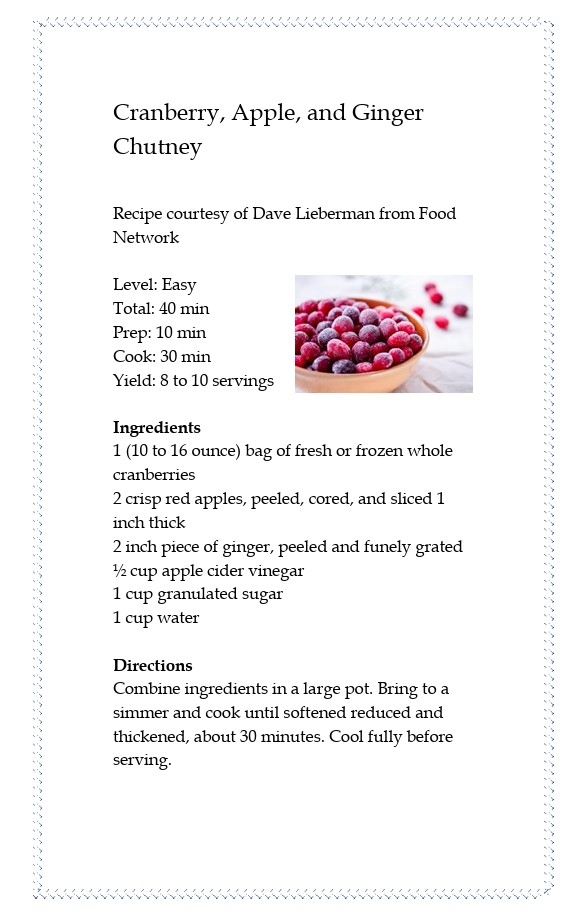 Cranberry, Apple, and Ginger
Chutney
Recipe courtesy of Dave Lieberman from Food
Network
Level: Easy
Total: 40 min
Prep: 10 min
Cook: 30 min
Yield: 8 to 10 servings
Ingredients
1 (10 to 16 ounce) bag of fresh or frozen whole
cranberries
2 crisp red apples, peeled, cored, and sliced 1
inch thick
2 inch piece of ginger, peeled and funely grated
½ cup apple cider vinegar
1 cup granulated sugar
1 cup water
Directions
Combine ingredients in a large pot. Bring to a
simmer and cook until softened reduced and
thickened, about 30 minutes. Cool fully before
serving.